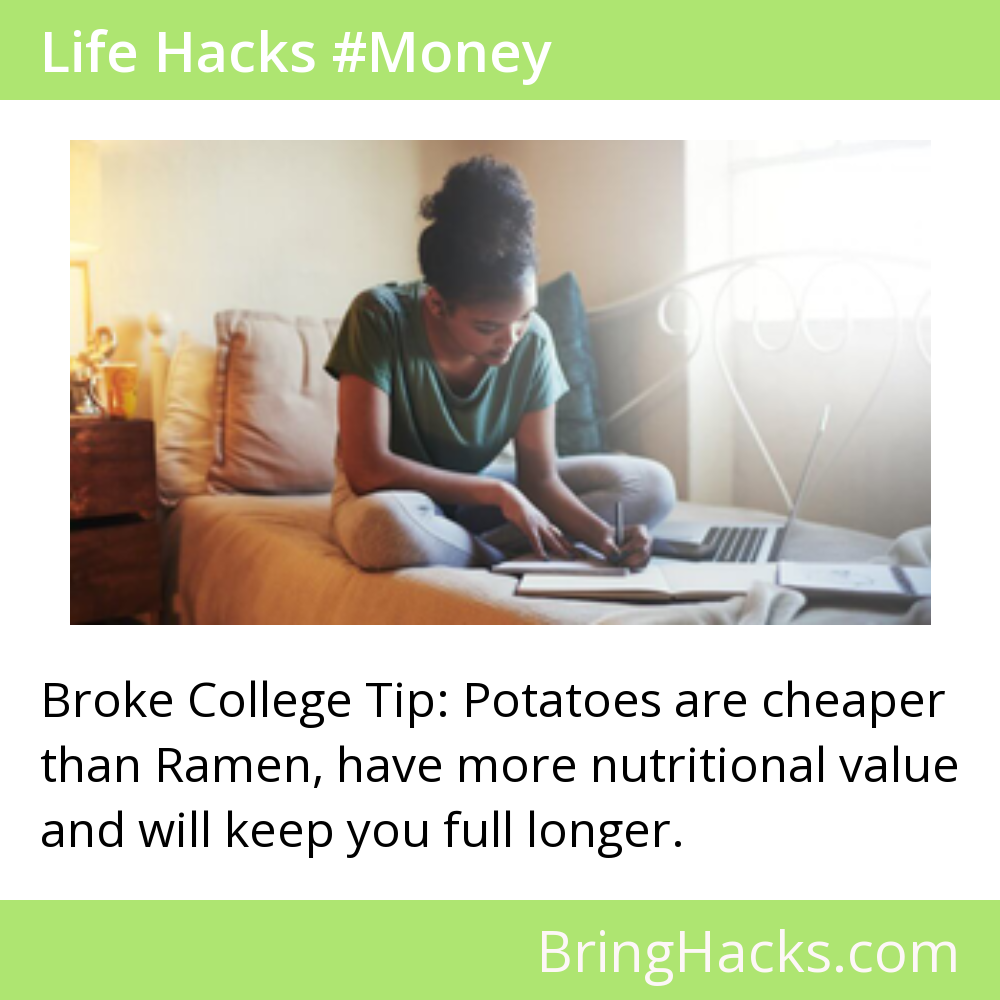 Life Hacks #Money
Broke College Tip: Potatoes are cheaper
than Ramen, have more nutritional value
and will keep you full longer.
BringHacks.com